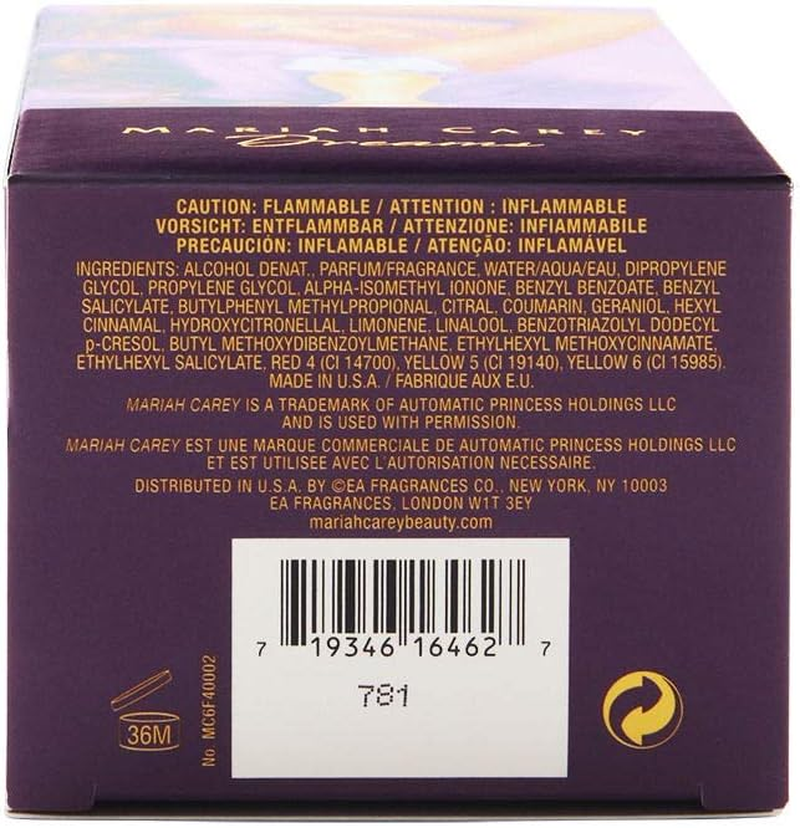 MARIAH CAREY
Dreams
CAUTION: FLAMMABLE / ATTENTION : INFLAMMABLE
VORSICHT: ENTFLAMMBAR / ATTENZIONE: INFIAMMABILE
PRECAUCIÓN: INFLAMABLE / ATENÇÃO: INFLAMÁVEL
INGREDIENTS: ALCOHOL DENAT., PARFUM/FRAGRANCE, WATER/AQUA/EAU, DIPROPYLENE
GLYCOL, PROPYLENE GLYCOL, ALPHA-ISOMETHYL IONONE, BENZYL BENZOATE, BENZYL
SALICYLATE, BUTYLPHENYL METHYLPROPIONAL, CITRAL, COUMARIN, GERANIOL, HEXYL
CINNAMAL, HYDROXYCITRONELLAL, LIMONENE, LINALOOL, BENZOTRIAZOLYL DODECYL
p-CRESOL, BUTYL METHOXYDIBENZOYLMETHANE, ETHYLHEXYL METHOXYCINNAMATE,
ETHYLHEXYL SALICYLATE, RED 4 (CI 14700), YELLOW 5 (CI 19140), YELLOW 6 (CI 15985).
MADE IN U.S.A. / FABRIQUE AUX E.U.
MARIAH CAREY IS A TRADEMARK OF AUTOMATIC PRINCESS HOLDINGS LLC
AND IS USED WITH PERMISSION.
MARIAH CAREY EST UNE MARQUE COMMERCIALE DE AUTOMATIC PRINCESS HOLDINGS LLC
ET EST UTILISEE AVEC L'AUTORISATION NECESSAIRE.
DISTRIBUTED IN U.S.A. BY ©EA FRAGRANCES CO., NEW YORK, NY 10003
EA FRAGRANCES, LONDON W1T 3EY
mariahcareybeauty.com
7 19346 16462 7
781
36M
No. MC6F40002